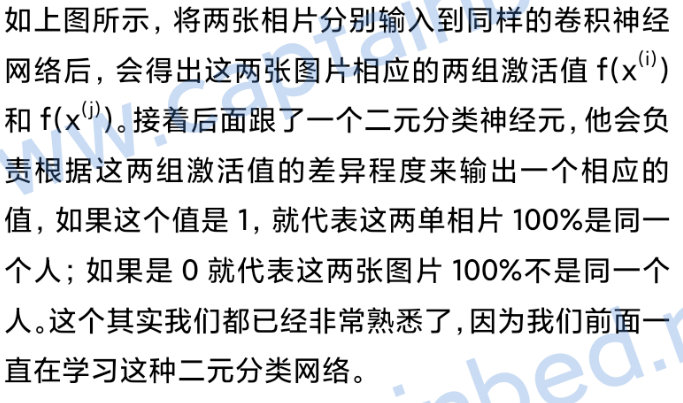 如上图所示，将两张相片分别输入到同样的卷积神经
网络后，会得出这两张图片相应的两组激活值 f(x^(i))
和 f(x^(j))。接着后面跟了一个二元分类神经元，他会负
责根据这两组激活值的差异程度来输出一个相应的
值，如果这个值是 1，就代表这两单相片 100%是同一
个人；如果是 0 就代表这两张图片 100%不是同一个
人。这个其实我们都已经非常熟悉了，因为我们前面一
直在学习这种二元分类网络。